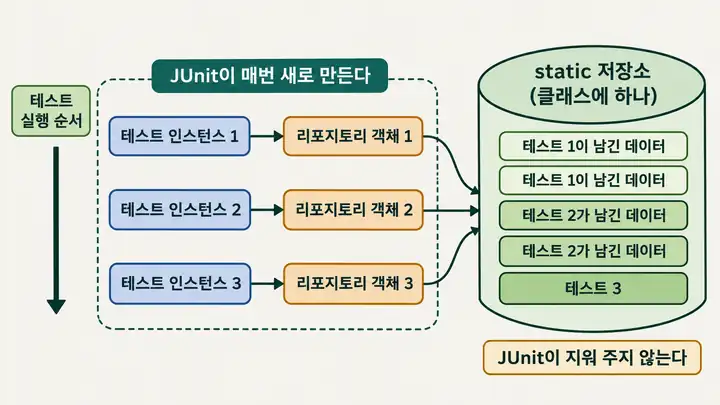 JUnit이 매번 새로 만든다
테스트
실행 순서
테스트 인스턴스 1
리포지토리 객체 1
테스트 인스턴스 2
리포지토리 객체 2
테스트 인스턴스 3
리포지토리 객체 3
static 저장소
(클래스에 하나)
테스트 1이 남긴 데이터
테스트 1이 남긴 데이터
테스트 2가 남긴 데이터
테스트 2가 남긴 데이터
테스트 3
JUnit이 지워 주지 않는다